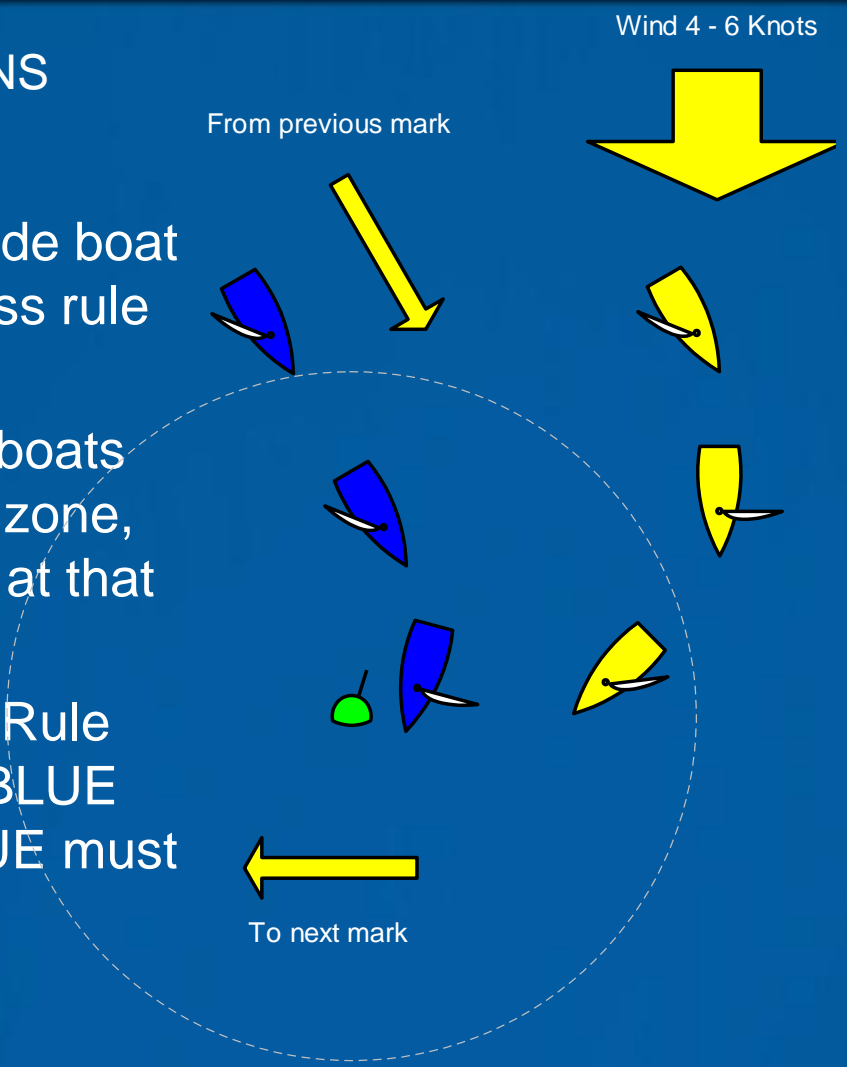 Wind 4 - 6 Knots
NS
From previous mark
de boat
ss rule
boats
zone,
at that
Rule
BLUE
UE must
To next mark